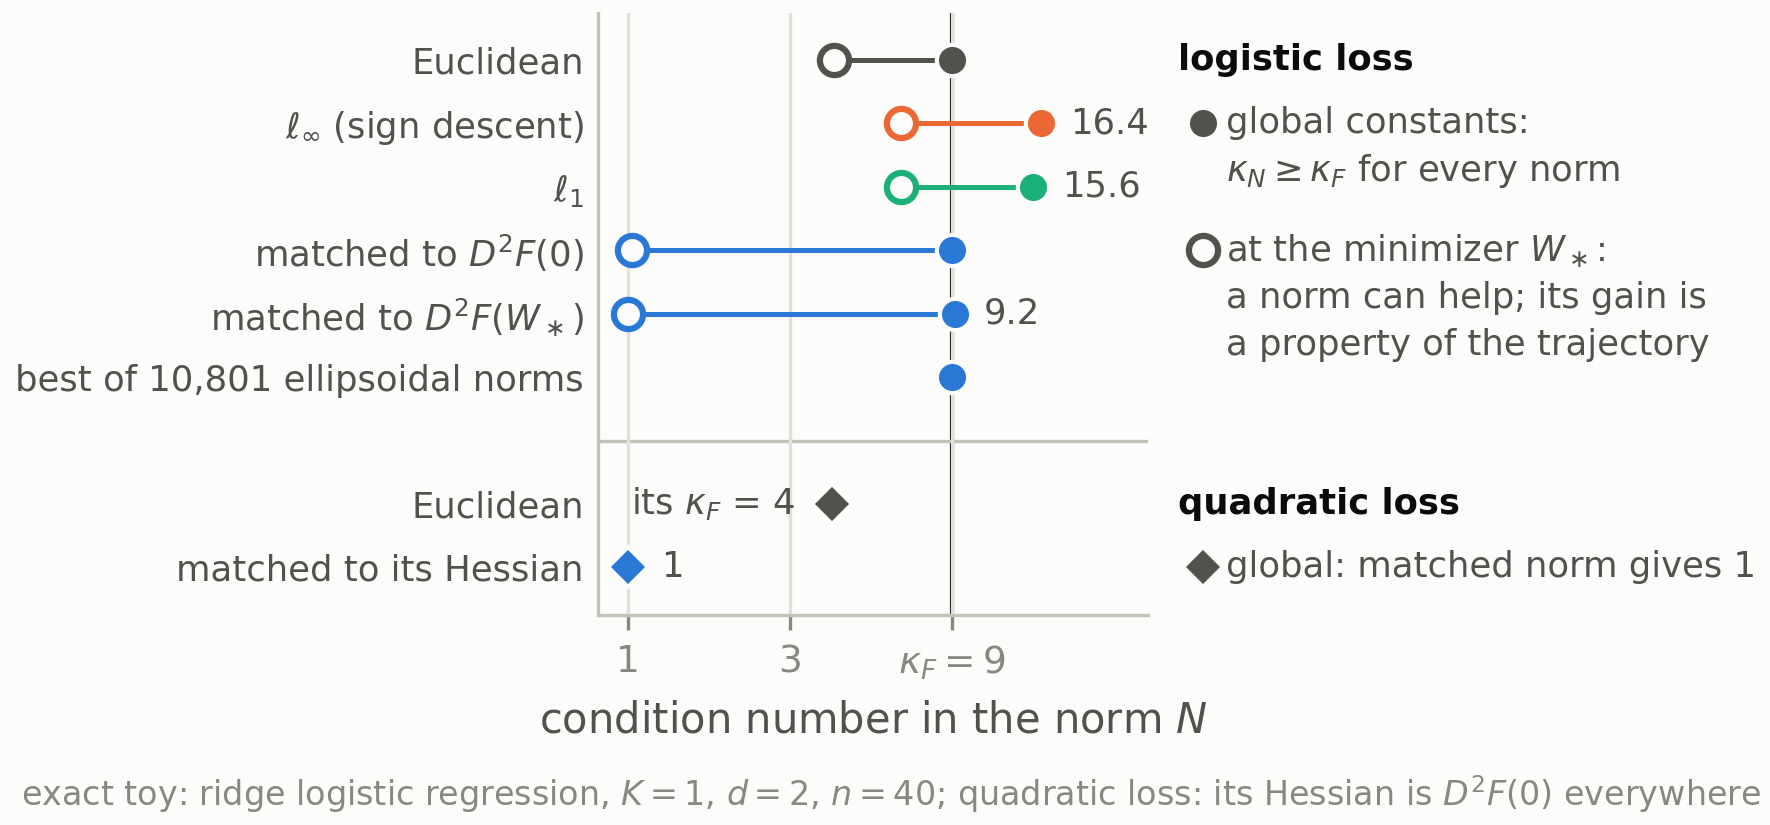 Euclidean
ℓ∞ (sign descent)
16.4
ℓ1
15.6
matched to D²F(0)
matched to D²F(W∗)
9.2
best of 10,801 ellipsoidal norms
Euclidean
its κF = 4
matched to its Hessian
1
logistic loss
global constants:
κN ≥ κF for every norm
at the minimizer W∗:
a norm can help; its gain is
a property of the trajectory
quadratic loss
global: matched norm gives 1
1
3
κF = 9
condition number in the norm N
exact toy: ridge logistic regression, K = 1, d = 2, n = 40; quadratic loss: its Hessian is D²F(0) everywhere